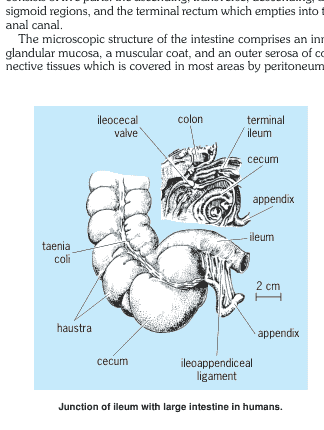 sigmoid regions, and the terminal rectum which empties into
anal canal.
The microscopic structure of the intestine comprises an
glandular mucosa, a muscular coat, and an outer serosa of
nective tissues which is covered in most areas by peritoneum
ileocecal
valve
colon
terminal
ileum
cecum
appendix
ileum
taenia
coli
2 cm
haustra
appendix
cecum
ileoappendiceal
ligament
Junction of ileum with large intestine in humans.